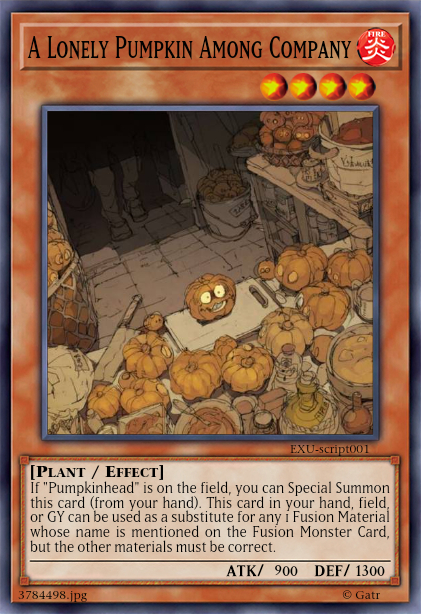 A Lonely Pumpkin Among Company
FIRE
炎
EXU-script001
[Plant / Effect]
If "Pumpkinhead" is on the field, you can Special Summon
this card (from your hand). This card in your hand, field,
or GY can be used as a substitute for any 1 Fusion Material
whose name is mentioned on the Fusion Monster Card,
but the other materials must be correct.
ATK/ 900 DEF/ 1300
3784498.jpg © Gatr